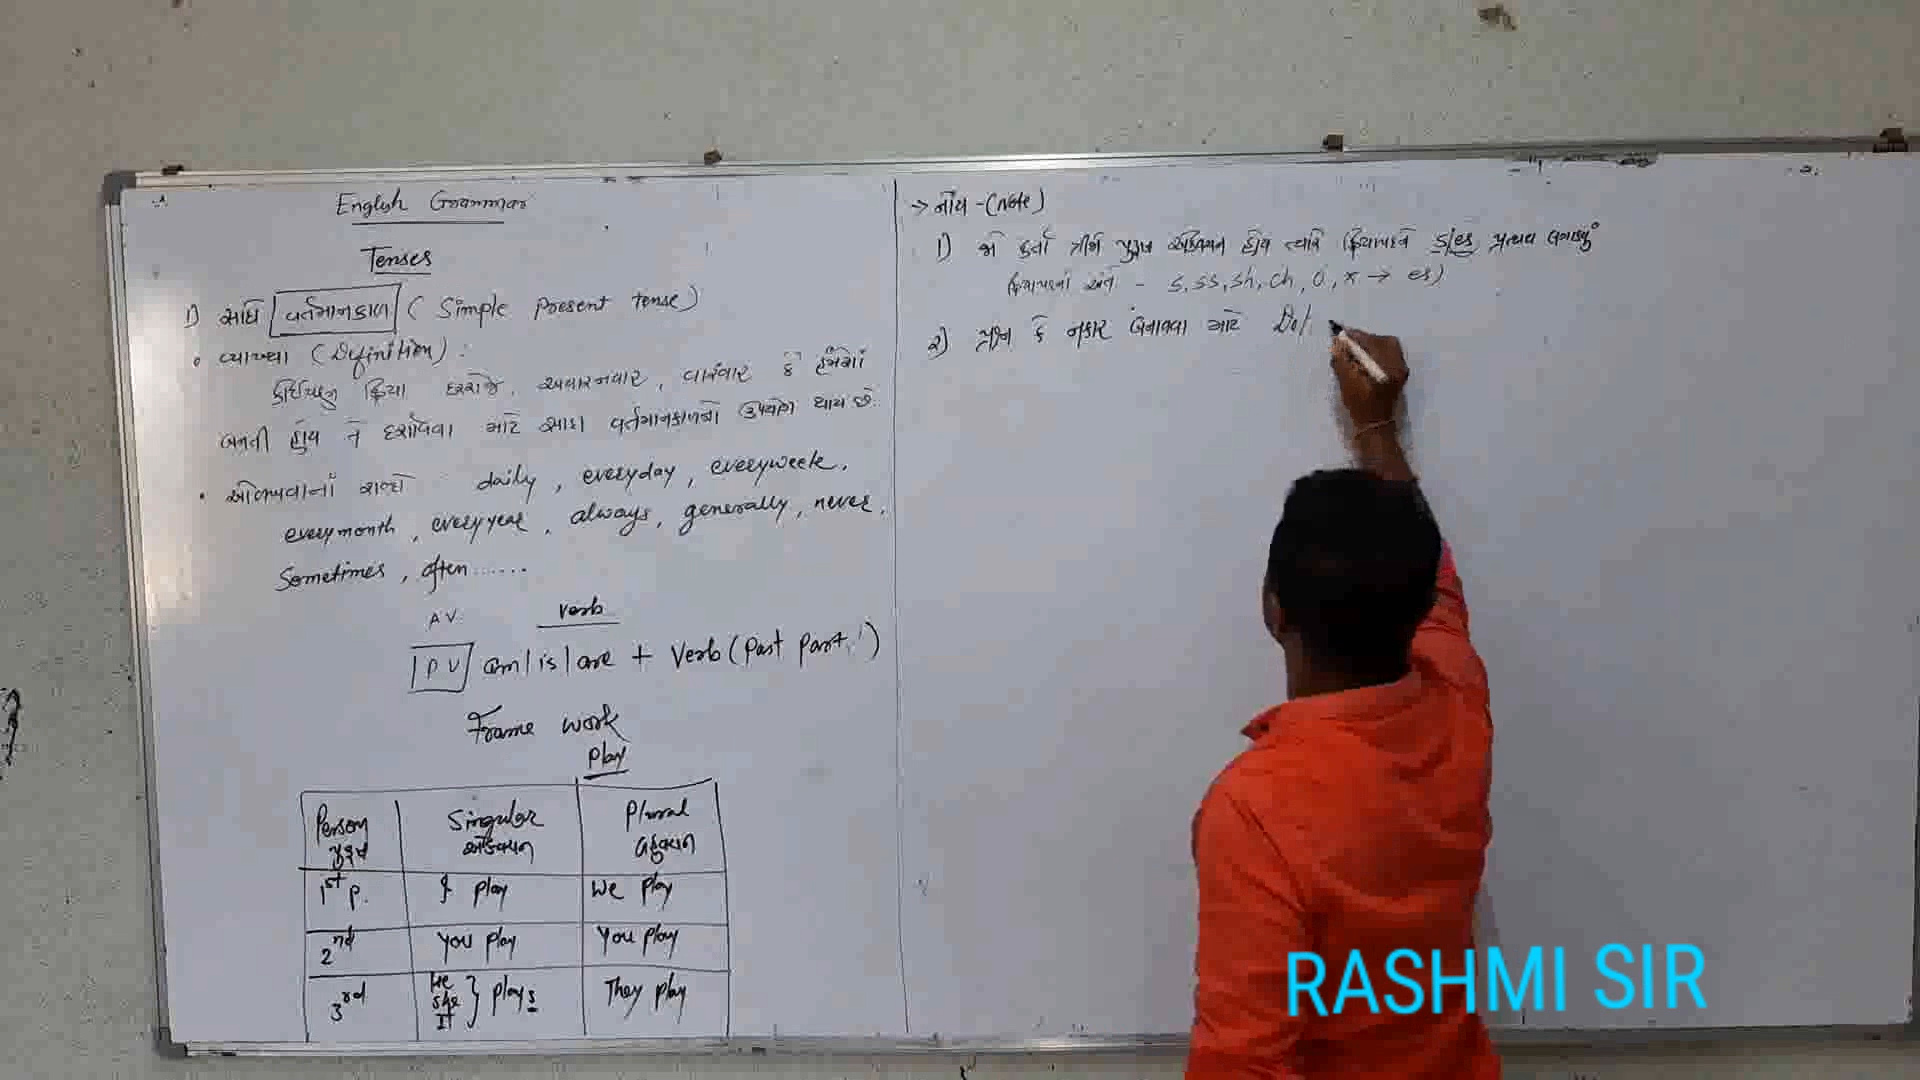 English Grammar
Tenses
1) સાદો વર્તમાનકાળ (Simple Present tense)
• વ્યાખ્યા (Definition) :
કોઈપણ ક્રિયા દરરોજ, અવારનવાર, વારંવાર કે હંમેશાં
બનતી હોય તે દર્શાવવા માટે સાદા વર્તમાનકાળનો ઉપયોગ થાય છે.
• ઓળખવાનાં શબ્દો daily, everyday, everyweek,
everymonth, everyyear, always, generally, never,
Sometimes, often.......
A V. verb
P V am/is/are + Verb (Past Part.)
Frame work
Play
Person Singular Plural
પુરુષ એકવચન બહુવચન
1st P. I play We play
2nd You play You play
3rd He She It } plays They play
→ નોંધ - (Note)
1) જો કર્તા ત્રીજો પુરુષ એકવચન હોય ત્યારે ક્રિયાપદને s/es પ્રત્યય લગાડવું
ક્રિયાપદનાં અંતે - s, ss, sh, ch, o, x → es)
૨) પ્રશ્ન કે નકાર બનાવવા માટે Do/
RASHMI SIR